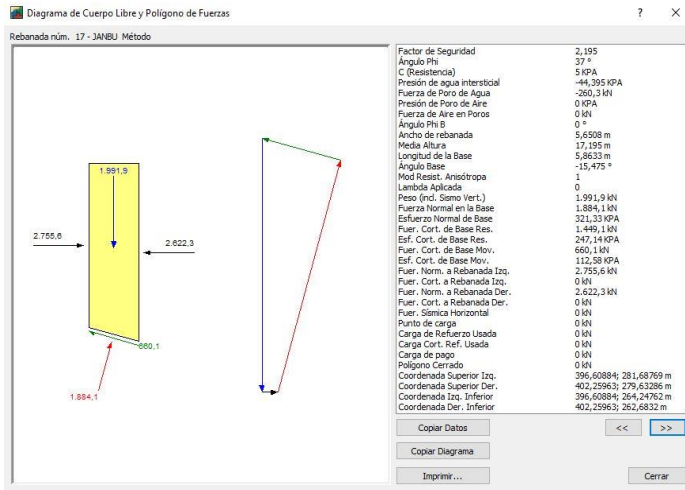 Diagrama de Cuerpo Libre y Polígono de Fuerzas
Rebanada núm. 17 - JANBU Método
1.991,9
2.755,6
2.622,3
660,1
1.884,1
Factor de Seguridad 2,195
Ángulo Phi 37 °
C (Resistencia) 5 KPA
Presión de agua intersticial -44,395 KPA
Fuerza de Poro de Agua -260,3 kN
Presión de Poro de Aire 0 KPA
Fuerza de Aire en Poros 0 kN
Ángulo Phi B 0 °
Ancho de rebanada 5,6508 m
Media Altura 17,195 m
Longitud de la Base 5,8633 m
Ángulo Base -15,475 °
Mod Resist. Anisótropa 1
Lambda Aplicada 0
Peso (incl. Sismo Vert.) 1.991,9 kN
Fuerza Normal en la Base 1.884,1 kN
Esfuerzo Normal de Base 321,33 KPA
Fuer. Cort. de Base Res. 1.449,1 kN
Esf. Cort. de Base Res. 247,14 KPA
Fuer. Cort. de Base Mov. 660,1 kN
Esf. Cort. de Base Mov. 112,58 KPA
Fuer. Norm. a Rebanada Izq. 2.755,6 kN
Fuer. Cort. a Rebanada Izq. 0 kN
Fuer. Norm. a Rebanada Der. 2.622,3 kN
Fuer. Cort. a Rebanada Der. 0 kN
Fuer. Sísmica Horizontal 0 kN
Punto de carga 0 kN
Carga de Refuerzo Usada 0 kN
Carga Cort. Ref. Usada 0 kN
Carga de pago 0 kN
Polígono Cerrado 0 kN
Coordenada Superior Izq. 396,60884; 281,68769 m
Coordenada Superior Der. 402,25963; 279,63286 m
Coordenada Izq. Inferior 396,60884; 264,24762 m
Coordenada Der. Inferior 402,25963; 262,6832 m
Copiar Datos << >>
Copiar Diagrama
Imprimir... Cerrar